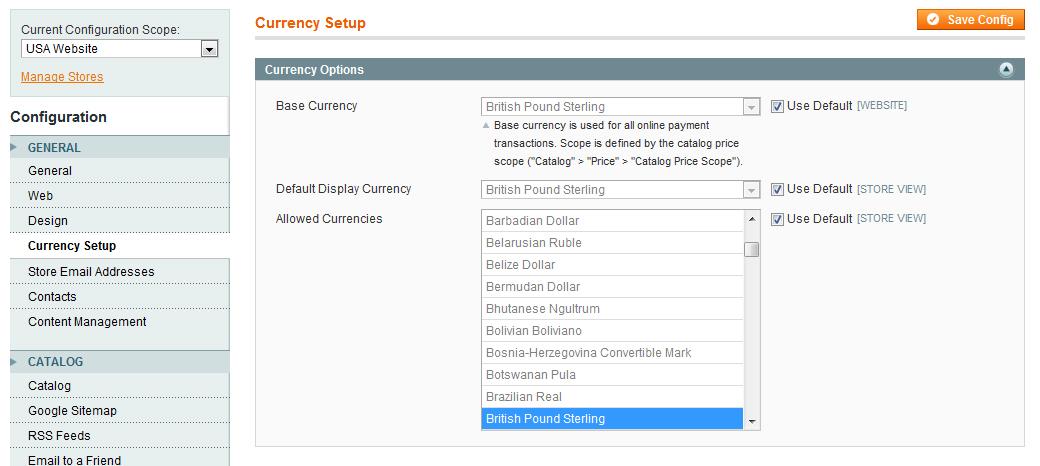 Current Configuration Scope:
USA Website
Manage Stores
Configuration
GENERAL
General
Web
Design
Currency Setup
Store Email Addresses
Contacts
Content Management
CATALOG
Catalog
Google Sitemap
RSS Feeds
Email to a Friend
Currency Setup
Save Config
Currency Options
Base Currency
British Pound Sterling
Use Default [WEBSITE]
Base currency is used for all online payment
transactions. Scope is defined by the catalog price
scope ("Catalog" > "Price" > "Catalog Price Scope").
Default Display Currency
British Pound Sterling
Use Default [STORE VIEW]
Allowed Currencies
Barbadian Dollar
Belarusian Ruble
Belize Dollar
Bermudan Dollar
Bhutanese Ngultrum
Bolivian Boliviano
Bosnia-Herzegovina Convertible Mark
Botswanan Pula
Brazilian Real
British Pound Sterling
Use Default [STORE VIEW]